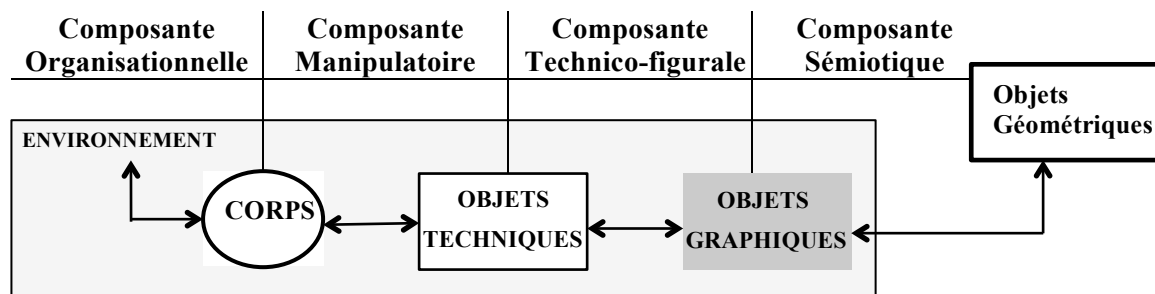 Composante
Organisationnelle
Composante
Manipulatoire
Composante
Technico-figurale
Composante
Sémiotique
Objets
Géométriques
ENVIRONNEMENT
CORPS
OBJETS
TECHNIQUES
OBJETS
GRAPHIQUES